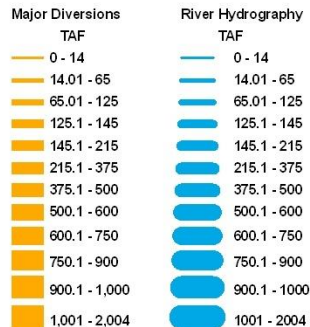 Major Diversions
TAF
0 - 14
14.01 - 65
65.01 - 125
125.1 - 145
145.1 - 215
215.1 - 375
375.1 - 500
500.1 - 600
600.1 - 750
750.1 - 900
900.1 - 1,000
1,001 - 2,004
River Hydrography
TAF
0 - 14
14.01 - 65
65.01 - 125
125.1 - 145
145.1 - 215
215.1 - 375
375.1 - 500
500.1 - 600
600.1 - 750
750.1 - 900
900.1 - 1000
1001 - 2004